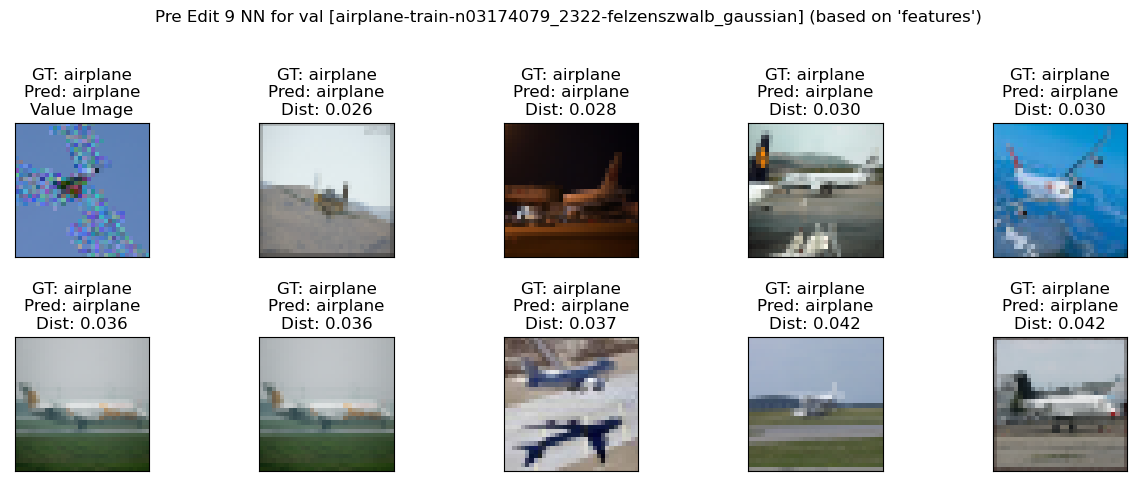 Pre Edit 9 NN for val [airplane-train-n03174079_2322-felzenszwalb_gaussian] (based on 'features')
GT: airplane
Pred: airplane
Value Image
GT: airplane
Pred: airplane
Dist: 0.026
GT: airplane
Pred: airplane
Dist: 0.028
GT: airplane
Pred: airplane
Dist: 0.030
GT: airplane
Pred: airplane
Dist: 0.030
GT: airplane
Pred: airplane
Dist: 0.036
GT: airplane
Pred: airplane
Dist: 0.036
GT: airplane
Pred: airplane
Dist: 0.037
GT: airplane
Pred: airplane
Dist: 0.042
GT: airplane
Pred: airplane
Dist: 0.042